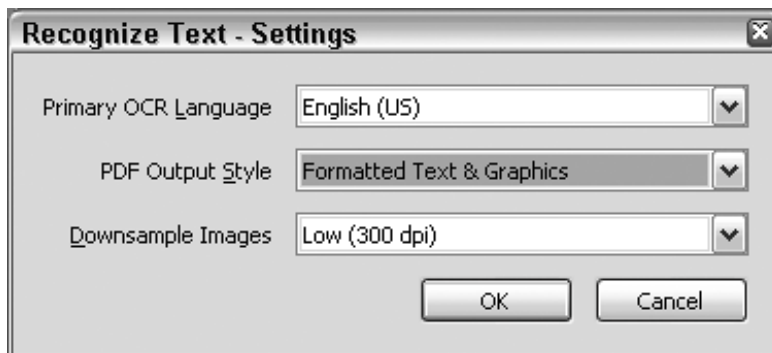 Recognize Text - Settings
Primary OCR Language English (US)
PDF Output Style Formatted Text & Graphics
Downsample Images Low (300 dpi)
OK Cancel